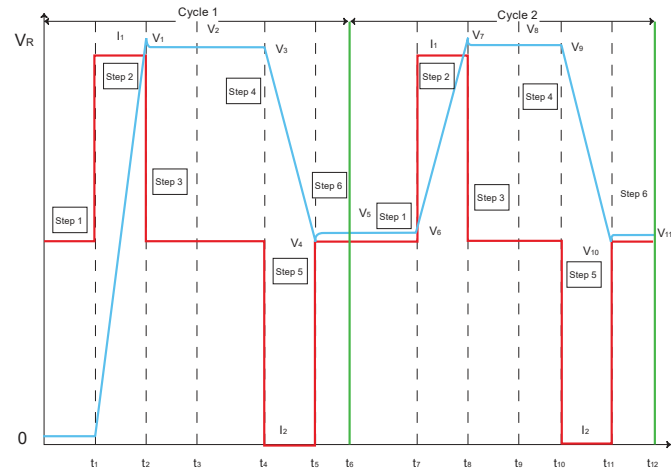 Cycle 1
Cycle 2
VR
I1
V1
V2
V3
I1
V7
V8
V9
Step 2
Step 4
Step 2
Step 4
Step 3
Step 6
Step 3
Step 6
Step 1
V5
Step 1
V6
V11
V4
V10
Step 5
Step 5
I2
I2
0
t1 t2 t3 t4 t5 t6 t7 t8 t9 t10 t11 t12